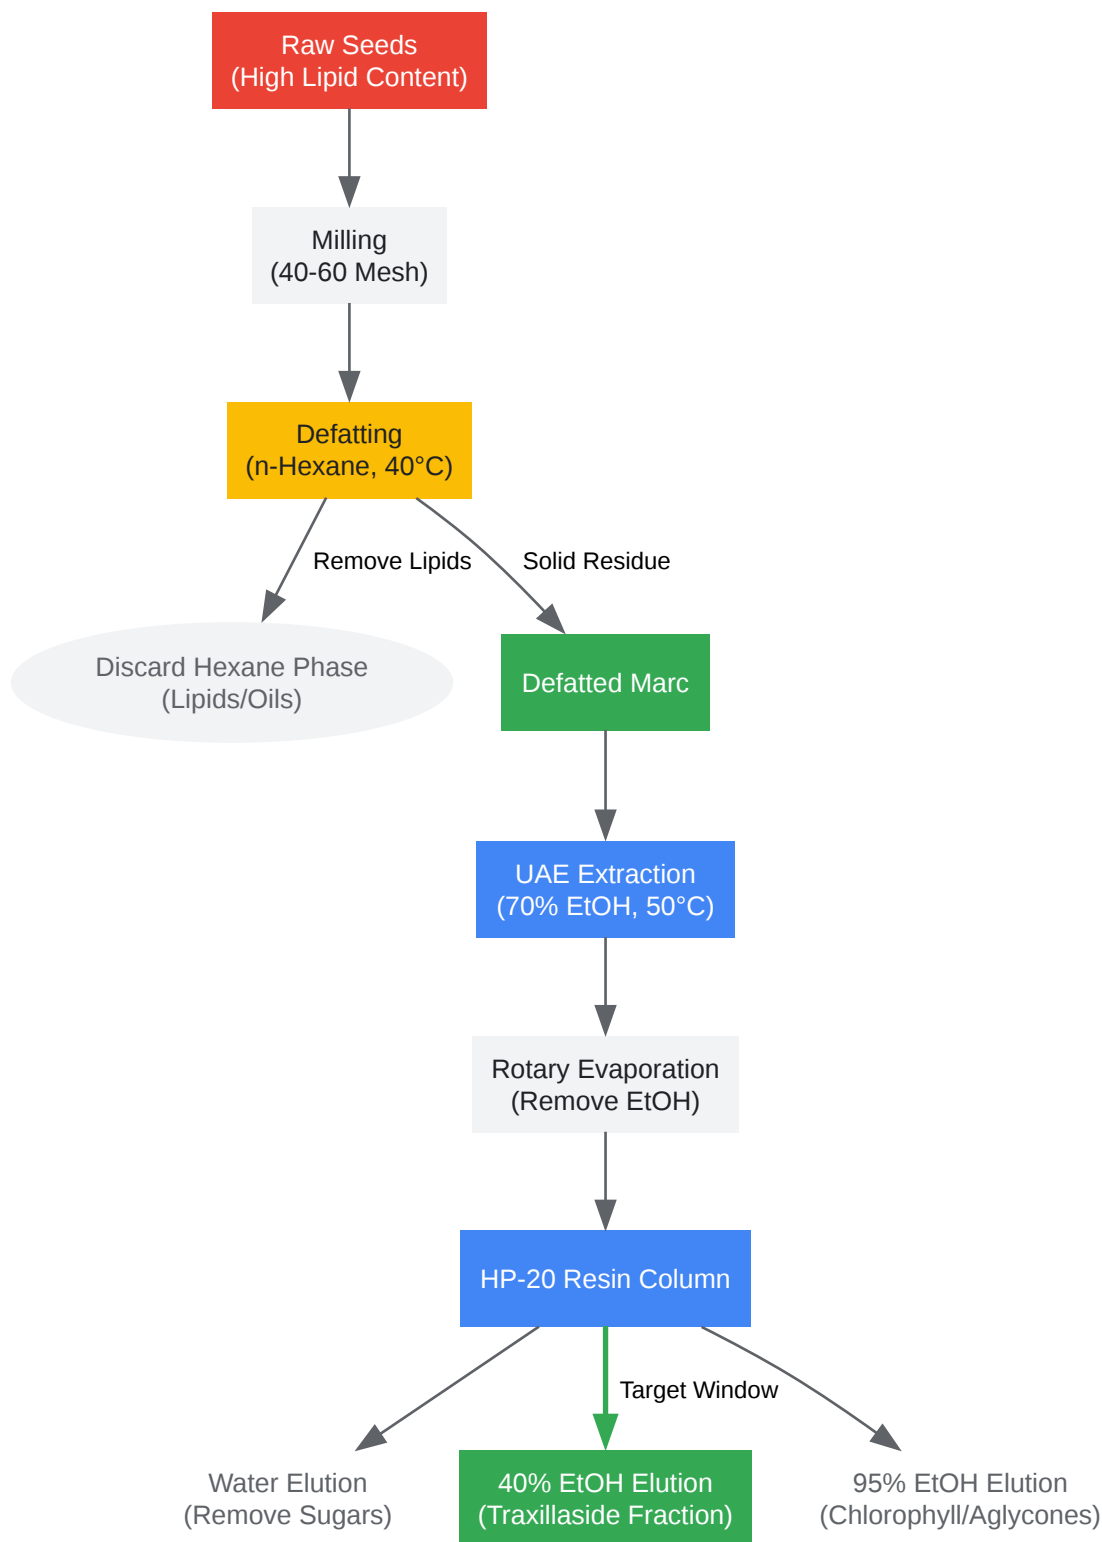 Raw Seeds
(High Lipid Content)
Milling
(40-60 Mesh)
Defatting
(n-Hexane, 40°C)
Remove Lipids
Solid Residue
Discard Hexane Phase
(Lipids/Oils)
Defatted Marc
UAE Extraction
(70% EtOH, 50°C)
Rotary Evaporation
(Remove EtOH)
HP-20 Resin Column
Target Window
Water Elution
(Remove Sugars)
40% EtOH Elution
(Traxillaside Fraction)
95% EtOH Elution
(Chlorophyll/Aglycones)